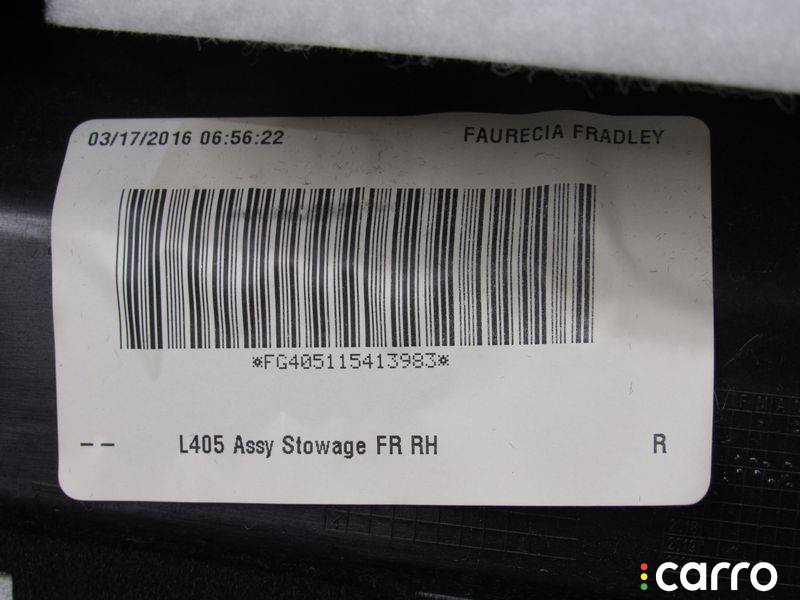 03/17/2016 06:56:22 FAURECIA FRADLEY
*FG405115413983*
-- L405 Assy Stowage FR RH R
carro